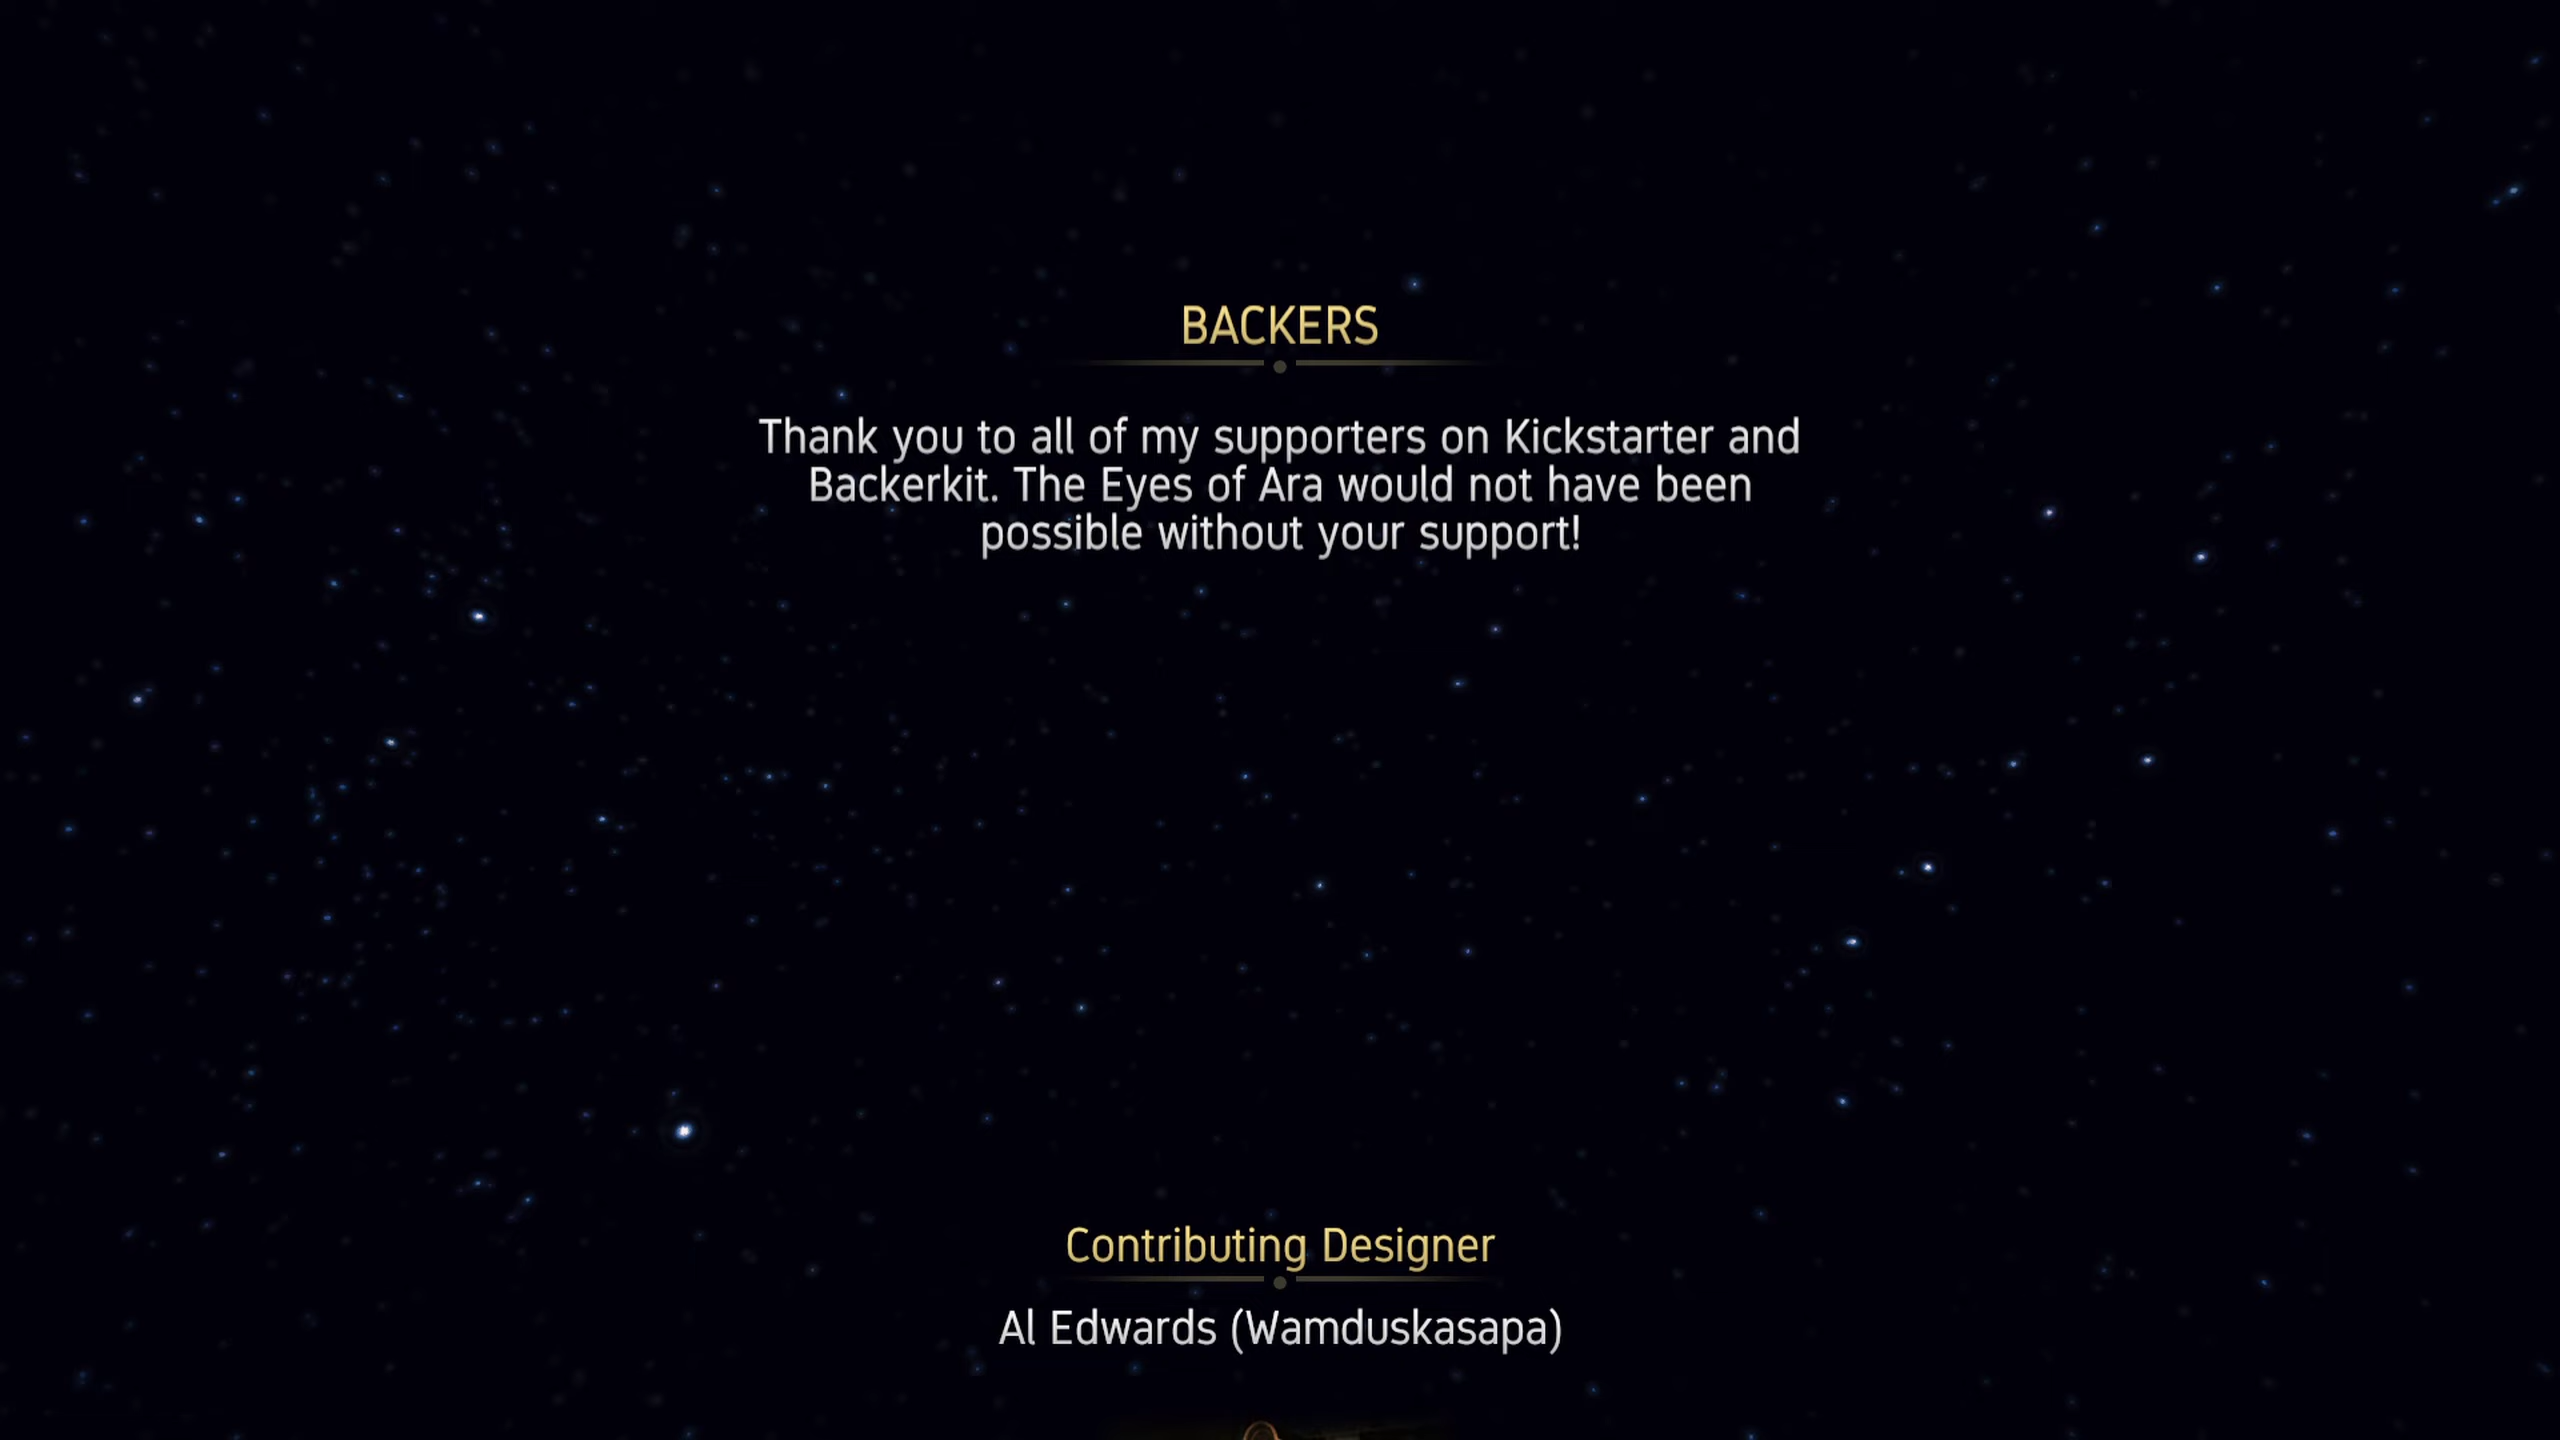 BACKERS
Thank you to all of my supporters on Kickstarter and
Backerkit. The Eyes of Ara would not have been
possible without your support!
Contributing Designer
Al Edwards (Wamduskasapa)